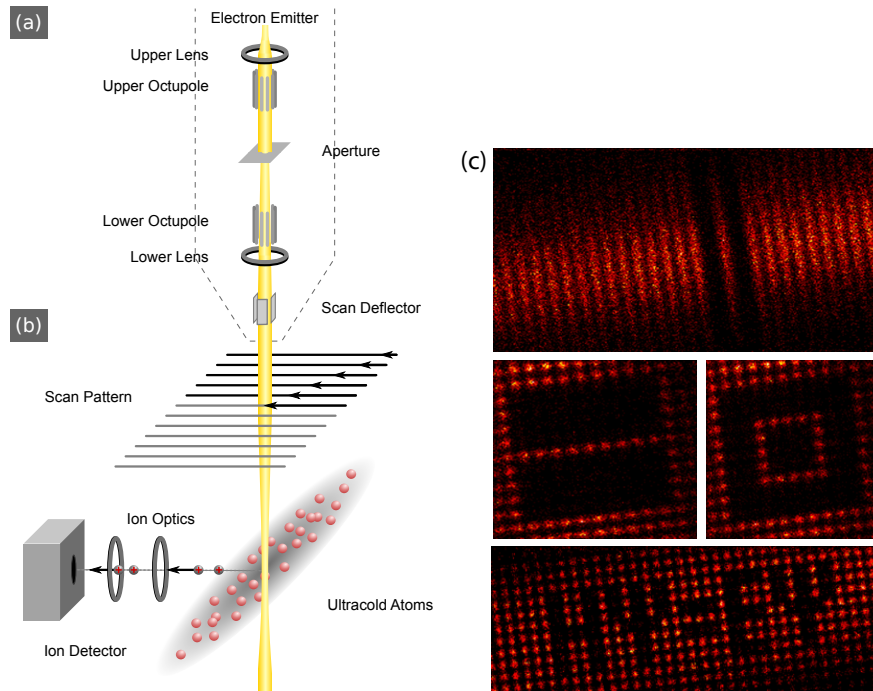 (a)
Electron Emitter
Upper Lens
Upper Octupole
Aperture
Lower Octupole
Lower Lens
Scan Deflector
(b)
Scan Pattern
Ion Optics
Ultracold Atoms
Ion Detector
(c)